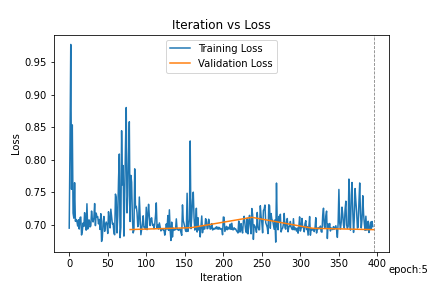 Iteration vs Loss
Training Loss
Validation Loss
Loss
0.95
0.90
0.85
0.80
0.75
0.70
0 50 100 150 200 250 300 350 400
Iteration
epoch:5